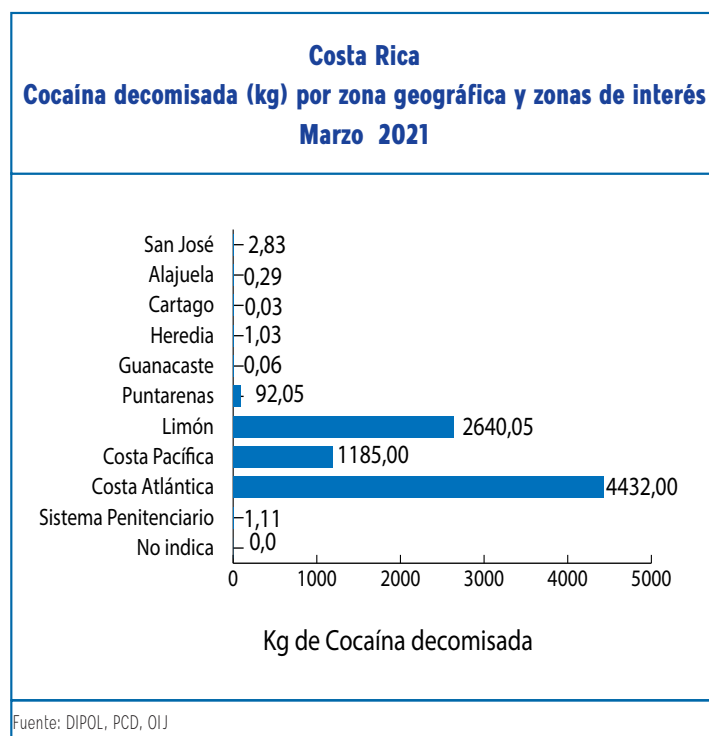 Costa Rica
Cocaína decomisada (kg) por zona geográfica y zonas de interés
Marzo 2021
San José 2,83
Alajuela 0,29
Cartago 0,03
Heredia 1,03
Guanacaste 0,06
Puntarenas 92,05
Limón 2640,05
Costa Pacífica 1185,00
Costa Atlántica 4432,00
Sistema Penitenciario 1,11
No indica 0,0
0 1000 2000 3000 4000 5000
Kg de Cocaína decomisada
Fuente: DIPOL, PCD, OIJ